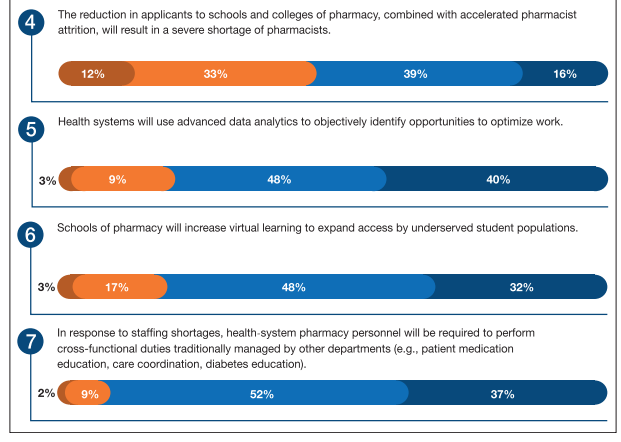 4
The reduction in applicants to schools and colleges of pharmacy, combined with accelerated pharmacist
attrition, will result in a severe shortage of pharmacists.
12% 33% 39% 16%
5
Health systems will use advanced data analytics to objectively identify opportunities to optimize work.
3% 9% 48% 40%
6
Schools of pharmacy will increase virtual learning to expand access by underserved student populations.
3% 17% 48% 32%
7
In response to staffing shortages, health-system pharmacy personnel will be required to perform
cross-functional duties traditionally managed by other departments (e.g., patient medication
education, care coordination, diabetes education).
2% 9% 52% 37%